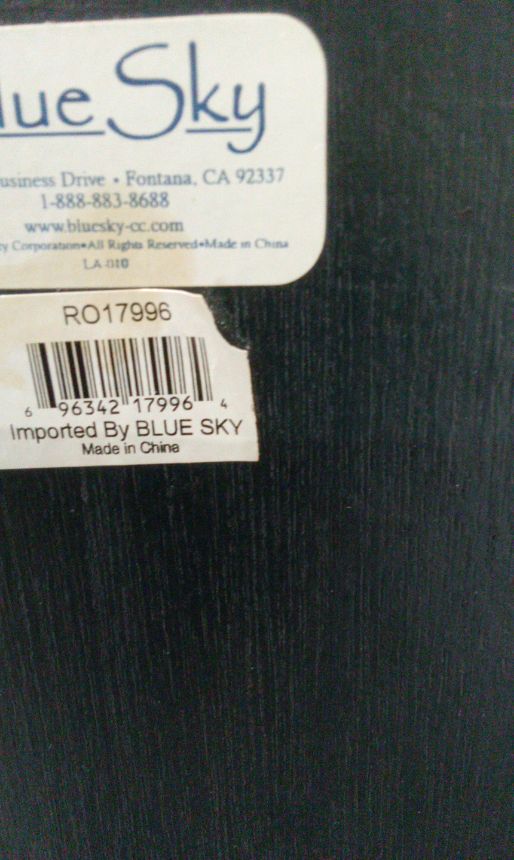 lue Sky
usiness Drive • Fontana, CA 92337
1-888-883-8688
www.bluesky-cc.com
ey Corporation•All Rights Reserved•Made in China
LA-010
RO17996
6 96342 17996 4
Imported By BLUE SKY
Made in China